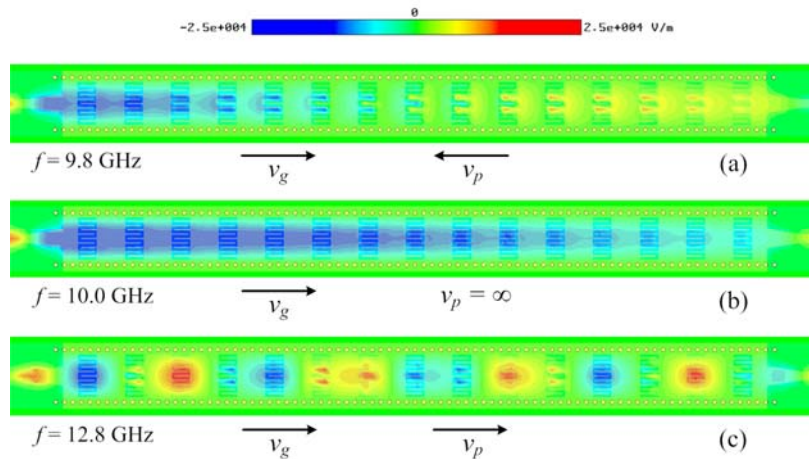 0
-2.5e+004 2.5e+004 V/m
f = 9.8 GHz v_g v_p (a)
f = 10.0 GHz v_g v_p = ∞ (b)
f = 12.8 GHz v_g v_p (c)